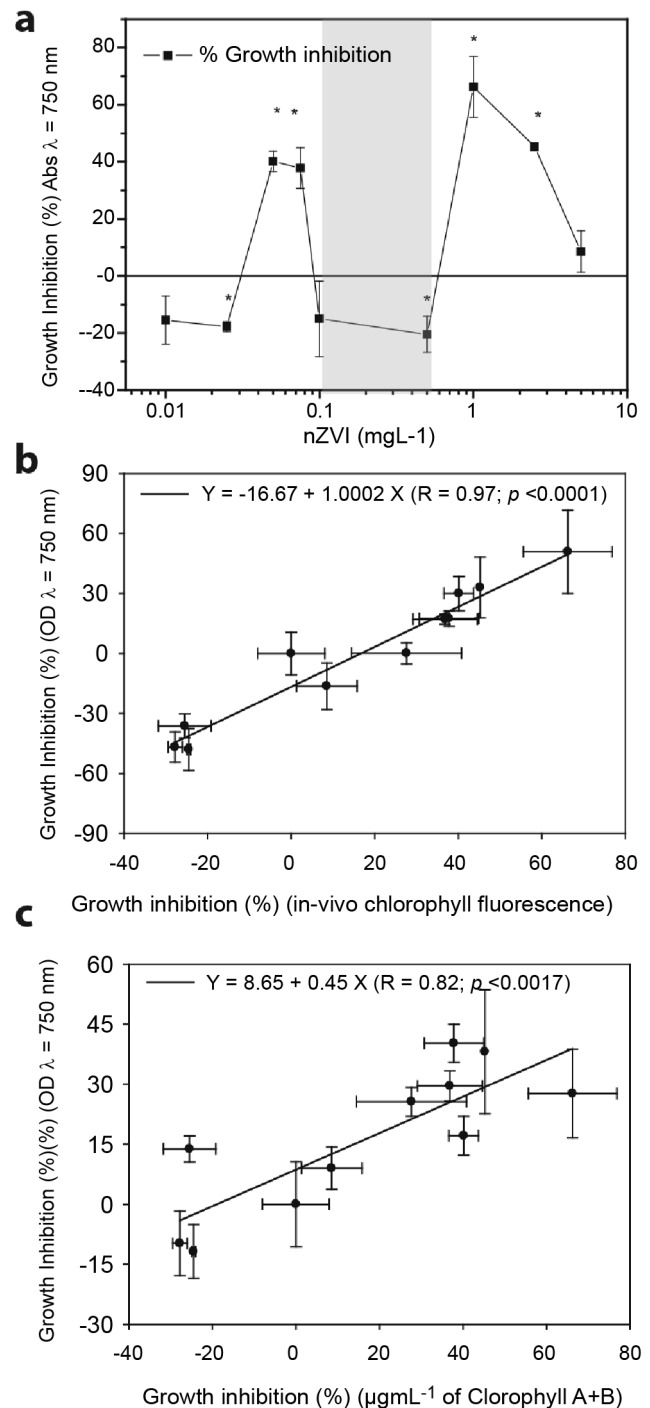 a
80
60
40
20
-0
-20
--40
Growth Inhibition (%) Abs λ = 750 nm
% Growth inhibition
* *
*
*
*
*
0.01 0.1 1 10
nZVI (mgL-1)
b
90
60
30
0
-30
-60
-90
Growth Inhibition (%) (OD λ = 750 nm)
Y = -16.67 + 1.0002 X (R = 0.97; p <0.0001)
-40 -20 0 20 40 60 80
Growth inhibition (%) (in-vivo chlorophyll fluorescence)
c
60
45
30
15
0
-15
-30
Growth Inhibition (%)(%) (OD λ = 750 nm)
Y = 8.65 + 0.45 X (R = 0.82; p <0.0017)
-40 -20 0 20 40 60 80
Growth inhibition (%) (µgmL-1 of Clorophyll A+B)